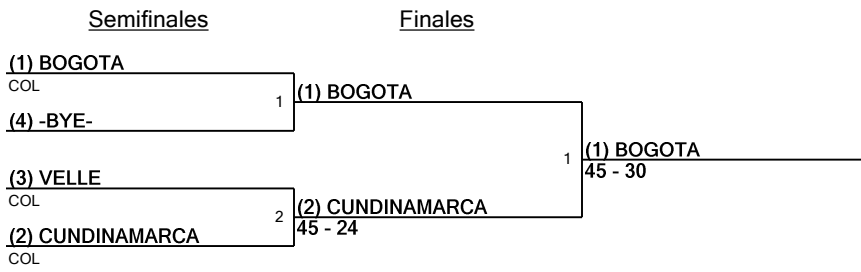 Semifinales
Finales
(1) BOGOTA
COL
1
(1) BOGOTA
(4) -BYE-
1
(1) BOGOTA
45 - 30
(3) VELLE
COL
2
(2) CUNDINAMARCA
45 - 24
(2) CUNDINAMARCA
COL